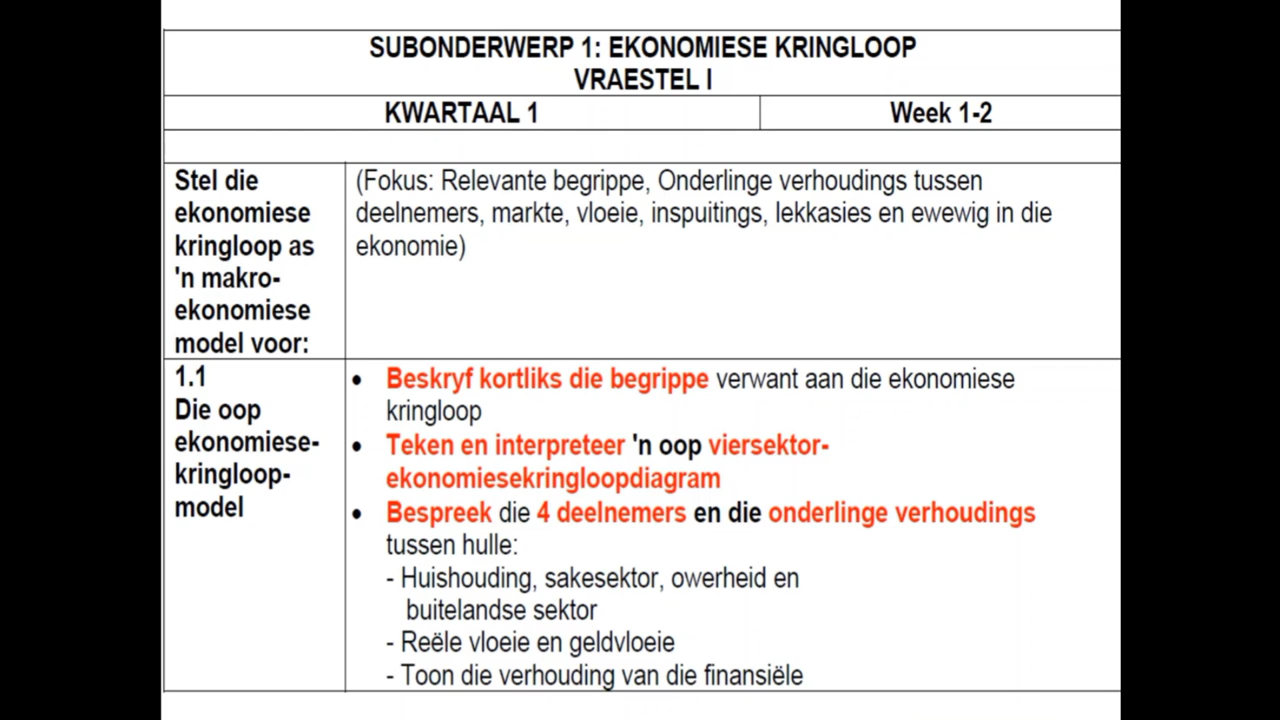 SUBONDERWERP 1: EKONOMIESE KRINGLOOP
VRAESTEL I
KWARTAAL 1
Week 1-2
Stel die
ekonomiese
kringloop as
'n makro-
ekonomiese
model voor:
(Fokus: Relevante begrippe, Onderlinge verhoudings tussen
deelnemers, markte, vloeie, inspuitings, lekkasies en ewewig in die
ekonomie)
1.1
Die oop
ekonomiese-
kringloop-
model
• Beskryf kortliks die begrippe verwant aan die ekonomiese
kringloop
• Teken en interpreteer 'n oop viersektor-
ekonomiesekringloopdiagram
• Bespreek die 4 deelnemers en die onderlinge verhoudings
tussen hulle:
- Huishouding, sakesektor, owerheid en
buitelandse sektor
- Reële vloeie en geldvloeie
- Toon die verhouding van die finansiële